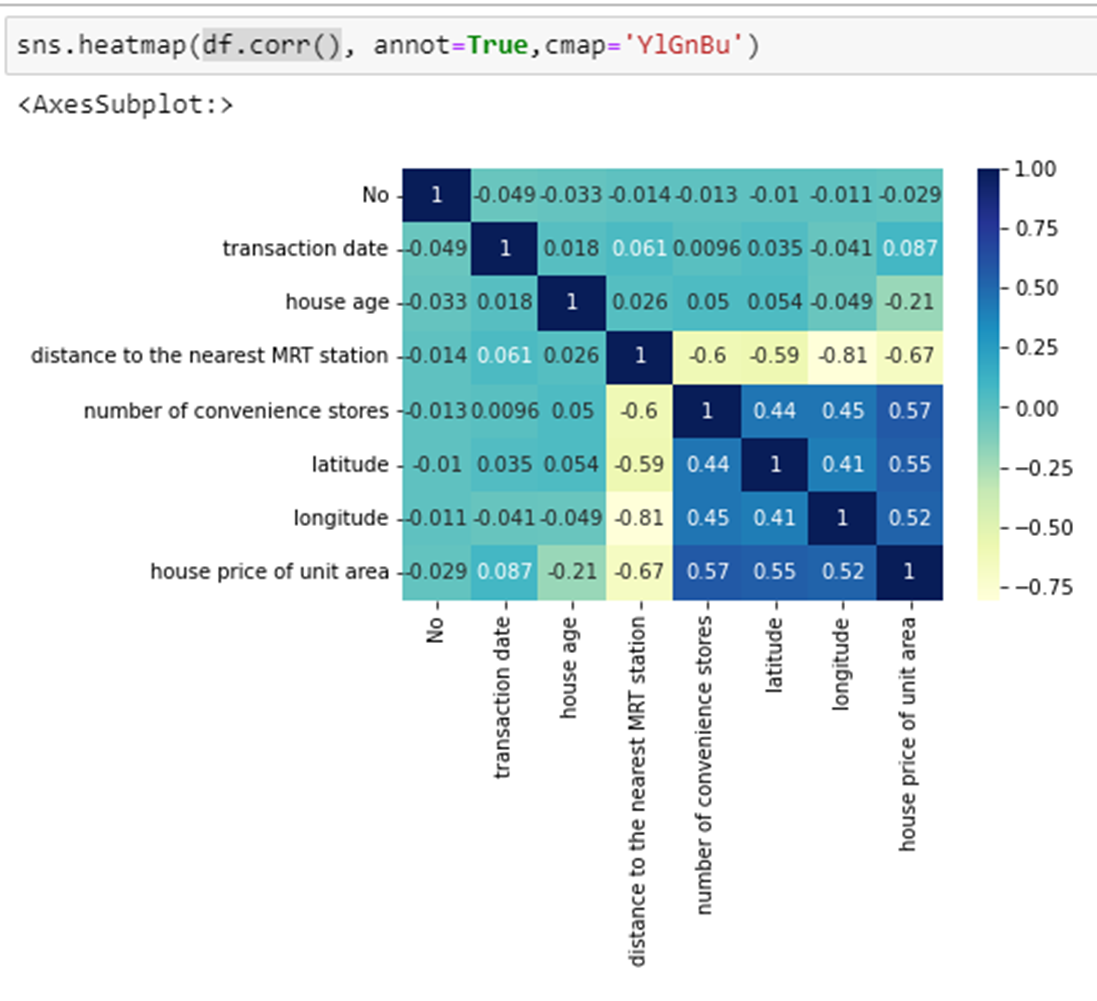 sns.heatmap(df.corr(), annot=True,cmap='YlGnBu')
<AxesSubplot:>
No 1 -0.049 -0.033 -0.014 -0.013 -0.01 -0.011 -0.029
transaction date -0.049 1 0.018 0.061 0.0096 0.035 -0.041 0.087
house age -0.033 0.018 1 0.026 0.05 0.054 -0.049 -0.21
distance to the nearest MRT station -0.014 0.061 0.026 1 -0.6 -0.59 -0.81 -0.67
number of convenience stores -0.013 0.0096 0.05 -0.6 1 0.44 0.45 0.57
latitude -0.01 0.035 0.054 -0.59 0.44 1 0.41 0.55
longitude -0.011 -0.041 -0.049 -0.81 0.45 0.41 1 0.52
house price of unit area -0.029 0.087 -0.21 -0.67 0.57 0.55 0.52 1
No
transaction date
house age
distance to the nearest MRT station
number of convenience stores
latitude
longitude
house price of unit area
1.00
0.75
0.50
0.25
0.00
−0.25
−0.50
−0.75